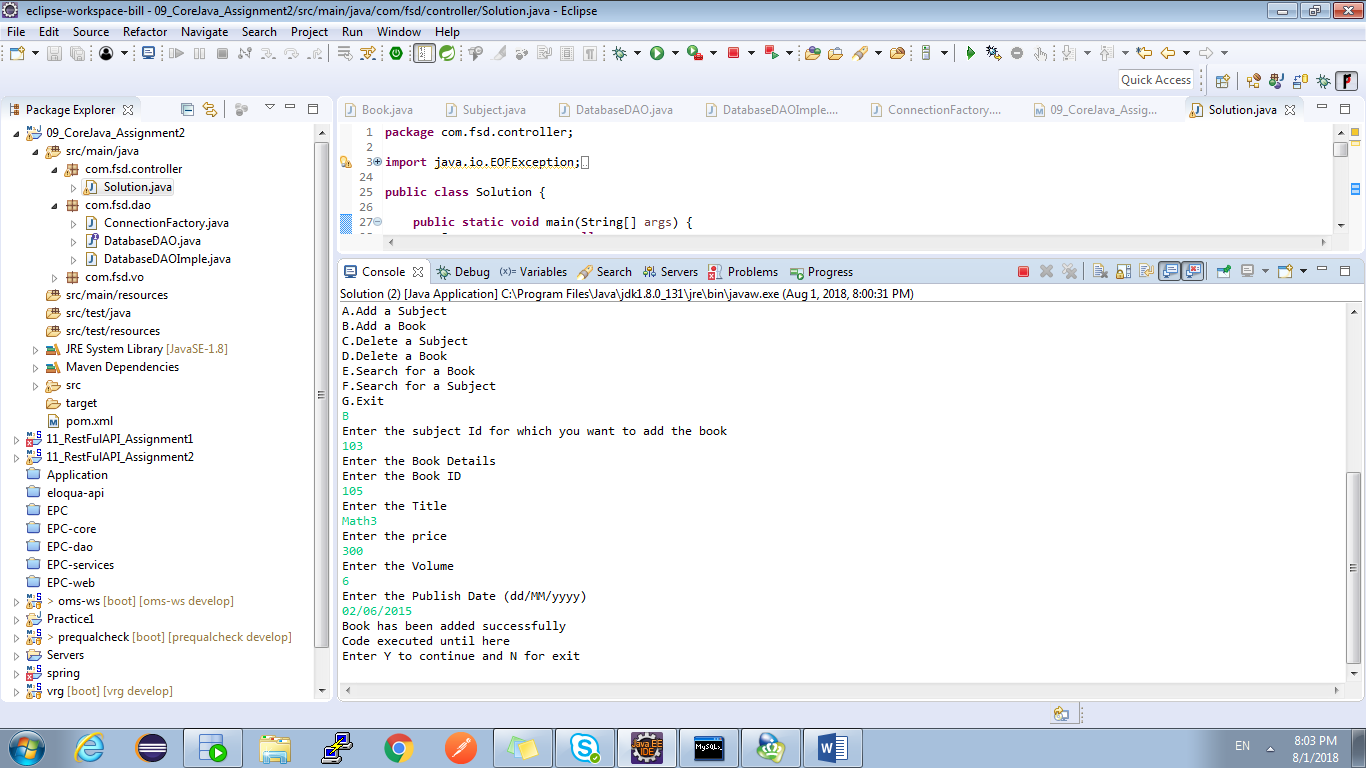 eclipse-workspace-bill - 09_CoreJava_Assignment2/src/main/java/com/fsd/controller/Solution.java - Eclipse
File Edit Source Refactor Navigate Search Project Run Window Help
Quick Access
Package Explorer
09_CoreJava_Assignment2
src/main/java
com.fsd.controller
Solution.java
com.fsd.dao
ConnectionFactory.java
DatabaseDAO.java
DatabaseDAOImple.java
com.fsd.vo
src/main/resources
src/test/java
src/test/resources
JRE System Library [JavaSE-1.8]
Maven Dependencies
src
target
pom.xml
11_RestFulAPI_Assignment1
11_RestFulAPI_Assignment2
Application
eloqua-api
EPC
EPC-core
EPC-dao
EPC-services
EPC-web
> oms-ws [boot] [oms-ws develop]
Practice1
> prequalcheck [boot] [prequalcheck develop]
Servers
spring
vrg [boot] [vrg develop]
Book.java Subject.java DatabaseDAO.java DatabaseDAOImple.... ConnectionFactory.... 09_CoreJava_Assig... Solution.java
1 package com.fsd.controller;
2
3 import java.io.EOFException;
24
25 public class Solution {
26
27 public static void main(String[] args) {
Console Debug (x)= Variables Search Servers Problems Progress
Solution (2) [Java Application] C:\Program Files\Java\jdk1.8.0_131\jre\bin\javaw.exe (Aug 1, 2018, 8:00:31 PM)
A.Add a Subject
B.Add a Book
C.Delete a Subject
D.Delete a Book
E.Search for a Book
F.Search for a Subject
G.Exit
B
Enter the subject Id for which you want to add the book
103
Enter the Book Details
Enter the Book ID
105
Enter the Title
Math3
Enter the price
300
Enter the Volume
6
Enter the Publish Date (dd/MM/yyyy)
02/06/2015
Book has been added successfully
Code executed until here
Enter Y to continue and N for exit
Java EE
IDE
EN
8:03 PM
8/1/2018